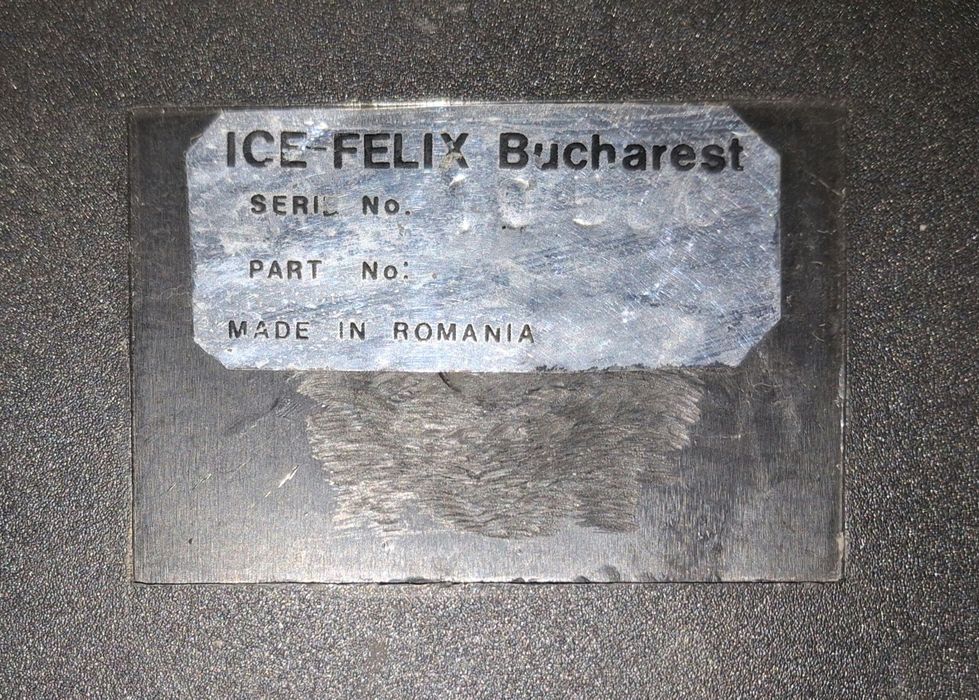 ICE-FELIX Bucharest
SERIE No.
PART No:
MADE IN ROMANIA